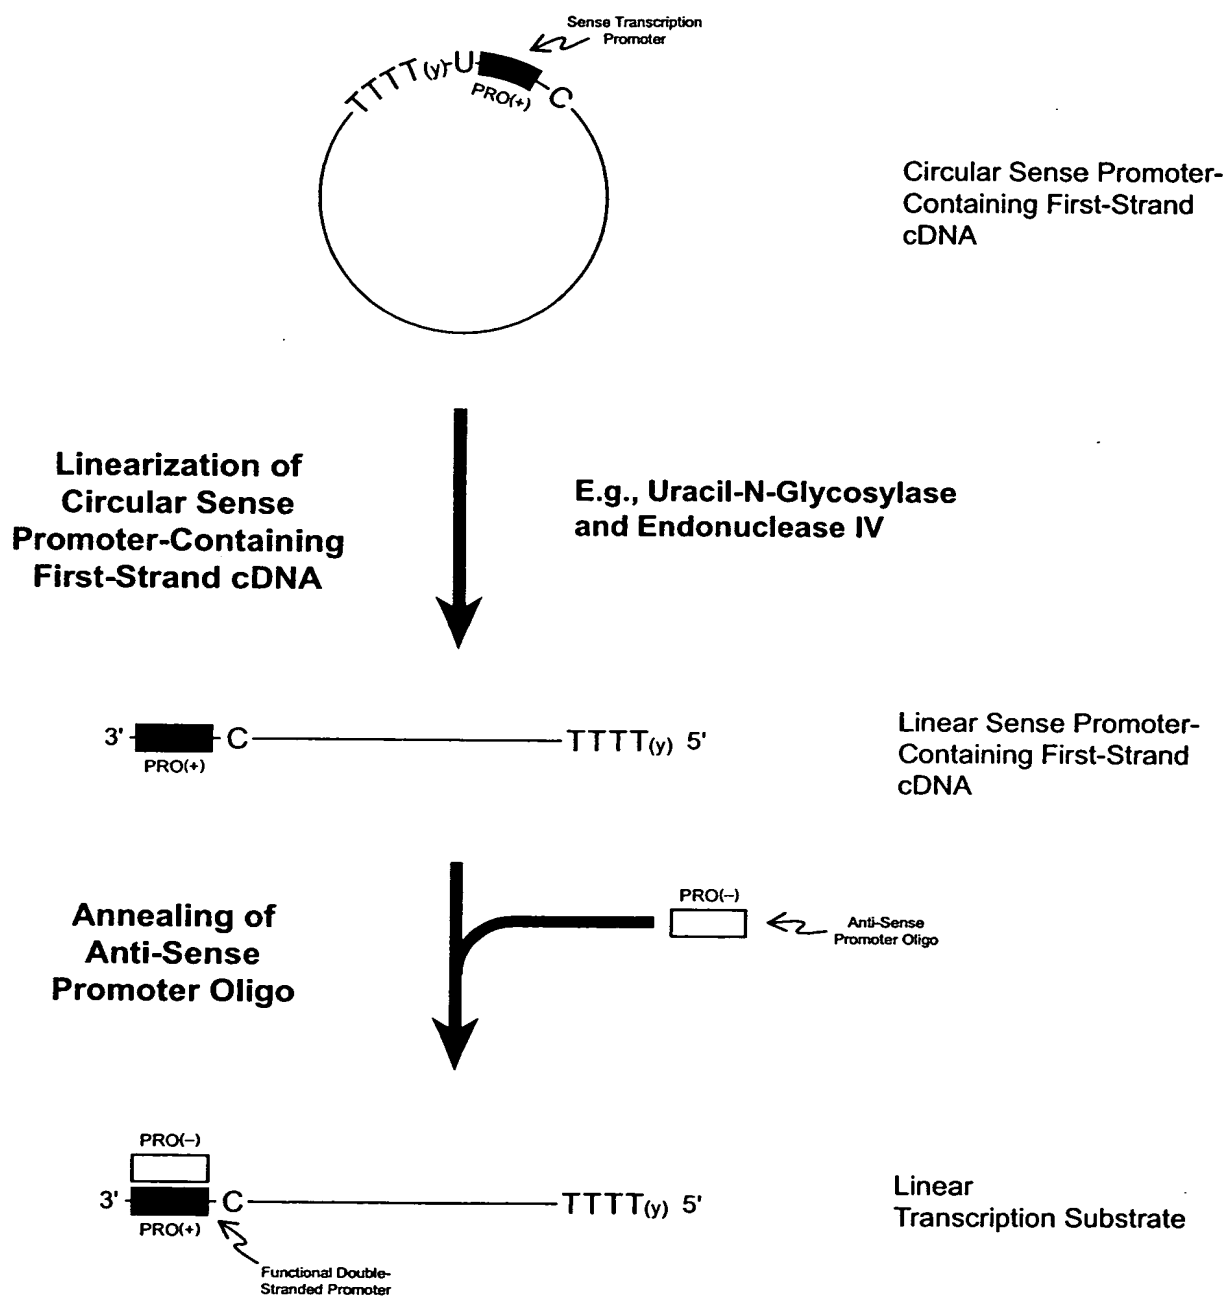 Sense Transcription
Promoter
TTTT(y)-U-
PRO(+)
C
Circular Sense Promoter-
Containing First-Strand
cDNA
Linearization of
Circular Sense
Promoter-Containing
First-Strand cDNA
E.g., Uracil-N-Glycosylase
and Endonuclease IV
3' C TTTT(y) 5'
PRO(+)
Linear Sense Promoter-
Containing First-Strand
cDNA
Annealing of
Anti-Sense
Promoter Oligo
PRO(–)
Anti-Sense
Promoter Oligo
PRO(–)
3' C TTTT(y) 5'
PRO(+)
Linear
Transcription Substrate
Functional Double-
Stranded Promoter